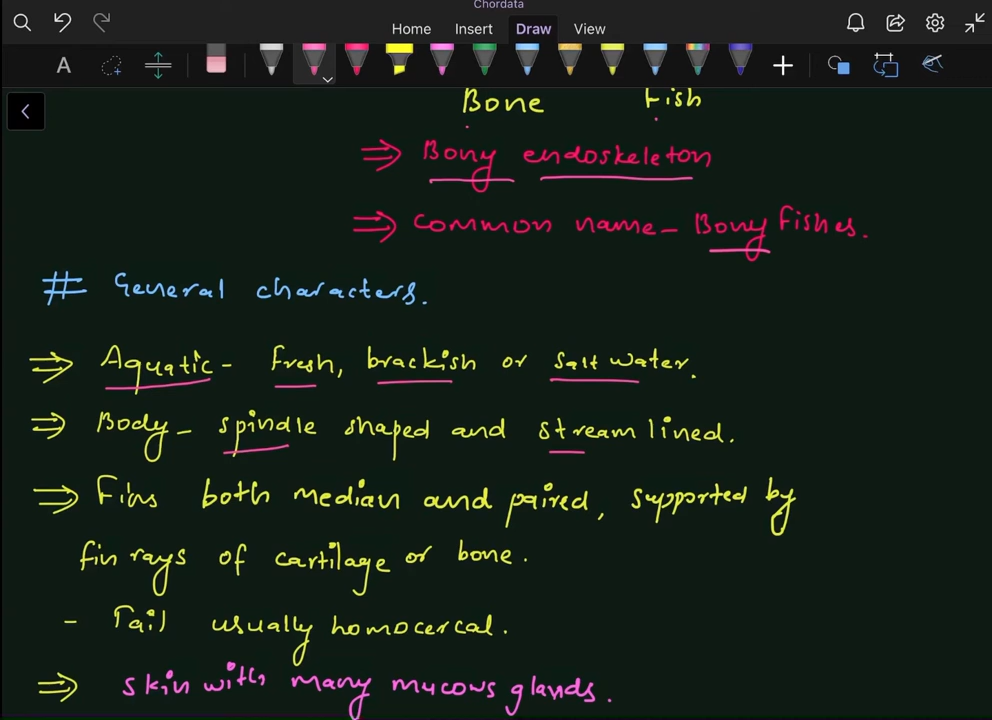 Chordata
Home Insert Draw View
A
Bone Fish
⇒ Bony endoskeleton
⇒ Common name - Bony fishes.
# General characters.
⇒ Aquatic - fresh, brackish or salt water.
⇒ Body - spindle shaped and stream lined.
⇒ Fins both median and paired, supported by
fin rays of cartilage or bone.
- Tail usually homocercal.
⇒ skin with many mucous glands.